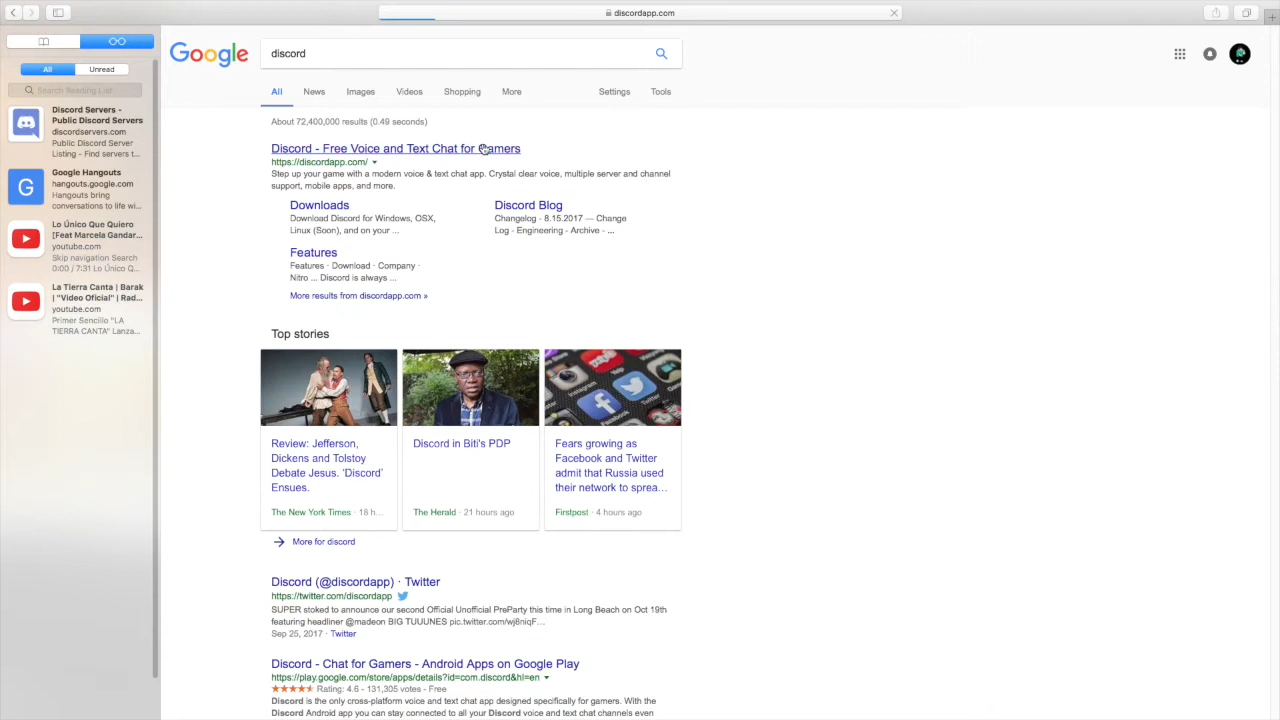 discordapp.com
All
Unread
Search Reading List
Discord Servers -
Public Discord Servers
discordservers.com
Public Discord Server
Listing - Find servers t...
Google Hangouts
hangouts.google.com
Hangouts bring
conversations to life wi...
Lo Único Que Quiero
[Feat Marcela Gandar...
youtube.com
Skip navigation Search
0:00 / 7:31 Lo Único Q...
La Tierra Canta | Barak
| "Video Oficial" | Rad...
youtube.com
Primer Sencillo "LA
TIERRA CANTA" Lanza...
Google
discord
All News Images Videos Shopping More Settings Tools
About 72,400,000 results (0.49 seconds)
Discord - Free Voice and Text Chat for Gamers
https://discordapp.com/
Step up your game with a modern voice & text chat app. Crystal clear voice, multiple server and channel
support, mobile apps, and more.
Downloads
Download Discord for Windows, OSX,
Linux (Soon), and on your ...
Discord Blog
Changelog - 8.15.2017 — Change
Log - Engineering - Archive - ...
Features
Features · Download · Company ·
Nitro ... Discord is always ...
More results from discordapp.com »
Top stories
Review: Jefferson,
Dickens and Tolstoy
Debate Jesus. 'Discord'
Ensues.
The New York Times · 18 h...
Discord in Biti's PDP
The Herald · 21 hours ago
Instagram
Yelp
Facebook
Twitter
Fears growing as
Facebook and Twitter
admit that Russia used
their network to sprea...
Firstpost · 4 hours ago
More for discord
Discord (@discordapp) · Twitter
https://twitter.com/discordapp
SUPER stoked to announce our second Official Unofficial PreParty this time in Long Beach on Oct 19th
featuring headliner @madeon BIG TUUUNES pic.twitter.com/wj8niqF...
Sep 25, 2017 · Twitter
Discord - Chat for Gamers - Android Apps on Google Play
https://play.google.com/store/apps/details?id=com.discord&hl=en
Rating: 4.6 - 131,305 votes - Free
Discord is the only cross-platform voice and text chat app designed specifically for gamers. With the
Discord Android app you can stay connected to all your Discord voice and text chat channels even